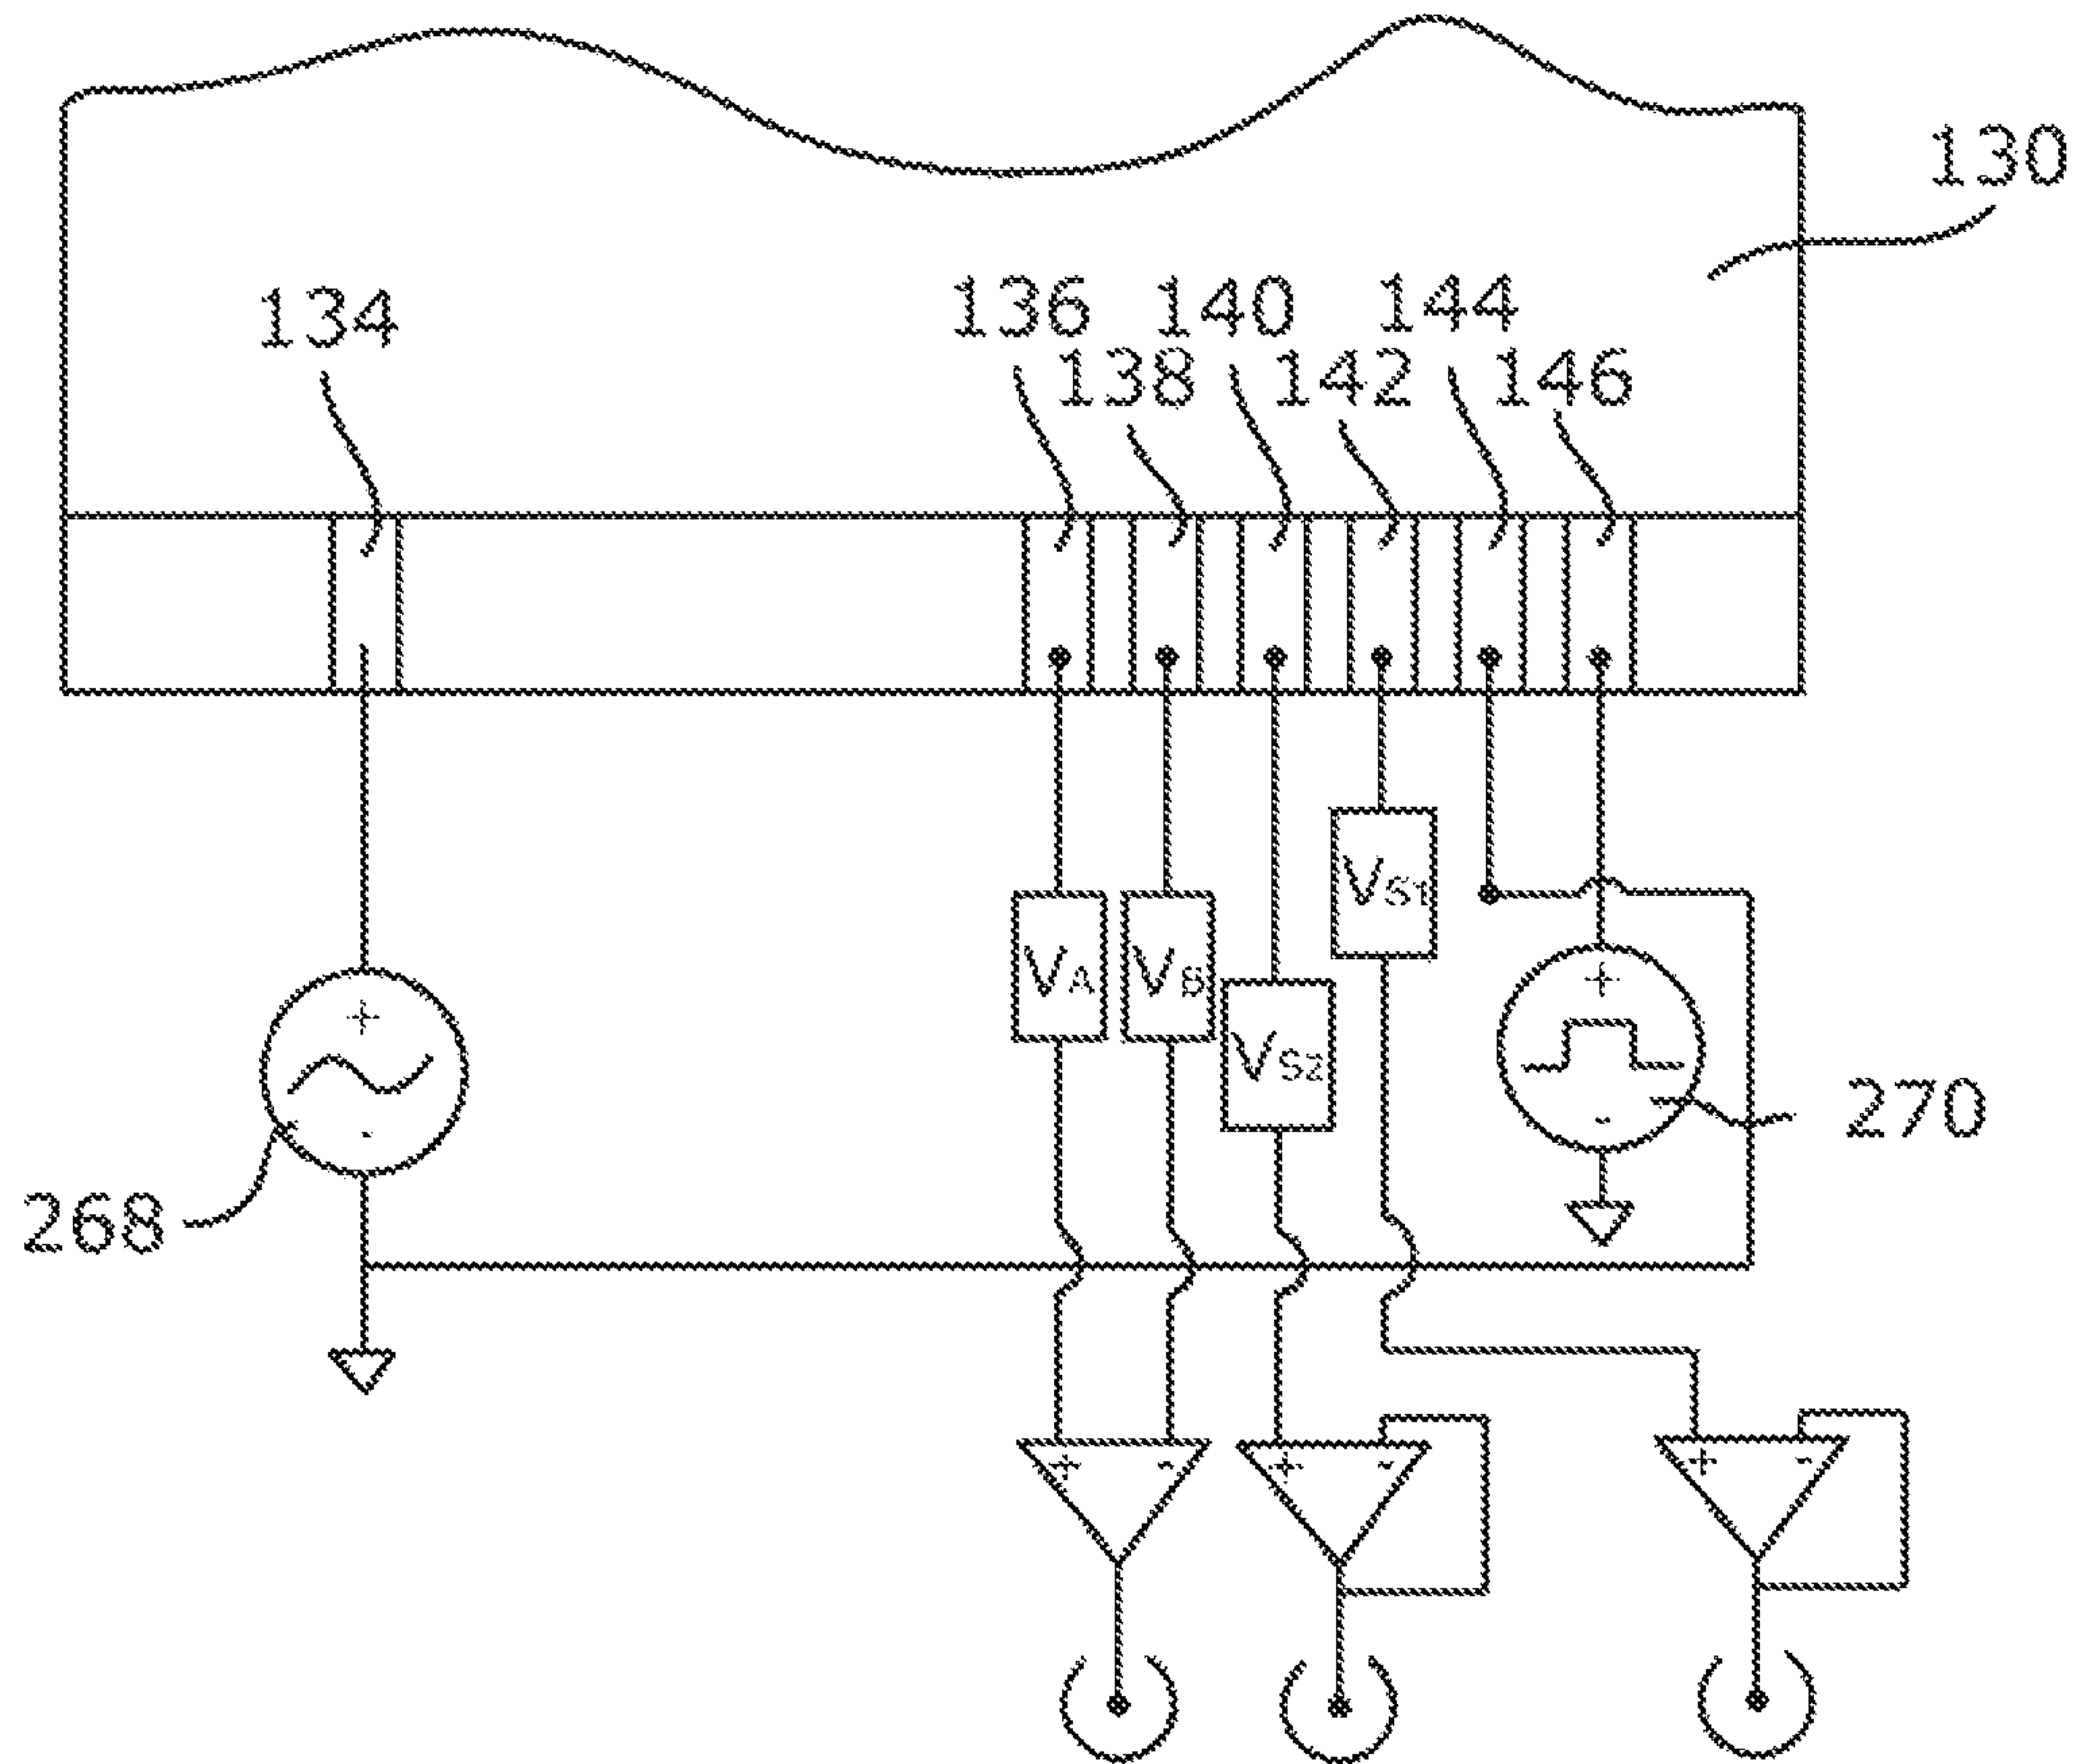 130
134
136 140 144
138 142 146
VS1
VA VB
VS2
+
+
-
-
270
268
+ - + - + -